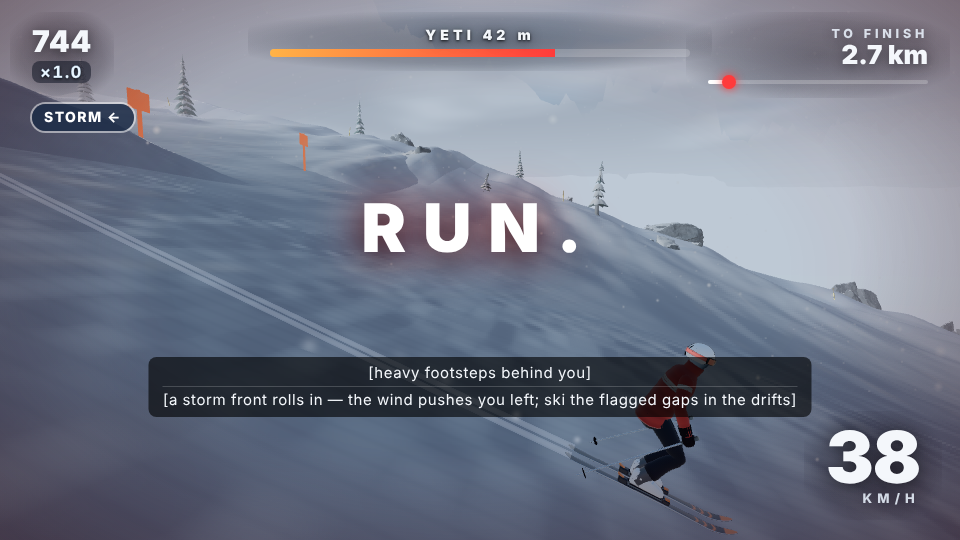 744
×1.0
STORM ←
YETI 42 m
TO FINISH
2.7 km
RUN.
[heavy footsteps behind you]
[a storm front rolls in — the wind pushes you left; ski the flagged gaps in the drifts]
38
KM/H